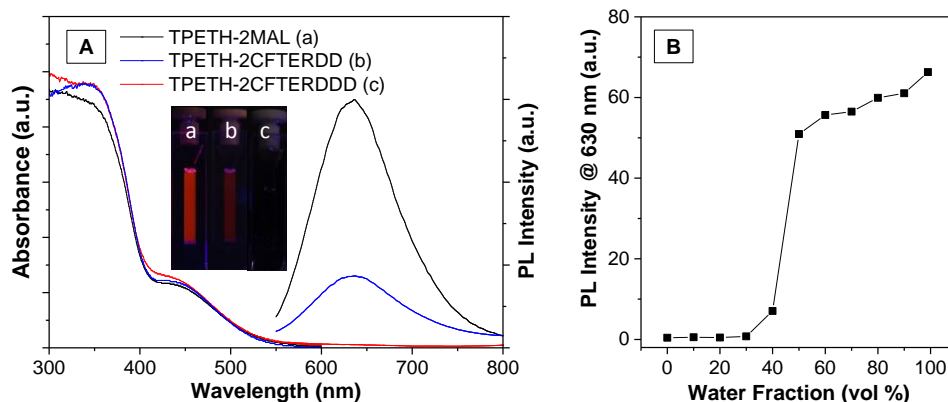 A
TPETH-2MAL (a)
TPETH-2CFTERDD (b)
TPETH-2CFTERDDD (c)
a b c
Absorbance (a.u.)
PL Intensity (a.u.)
300 400 500 600 700 800
Wavelength (nm)
B
80
60
40
20
0
PL Intensity @ 630 nm (a.u.)
0 20 40 60 80 100
Water Fraction (vol %)